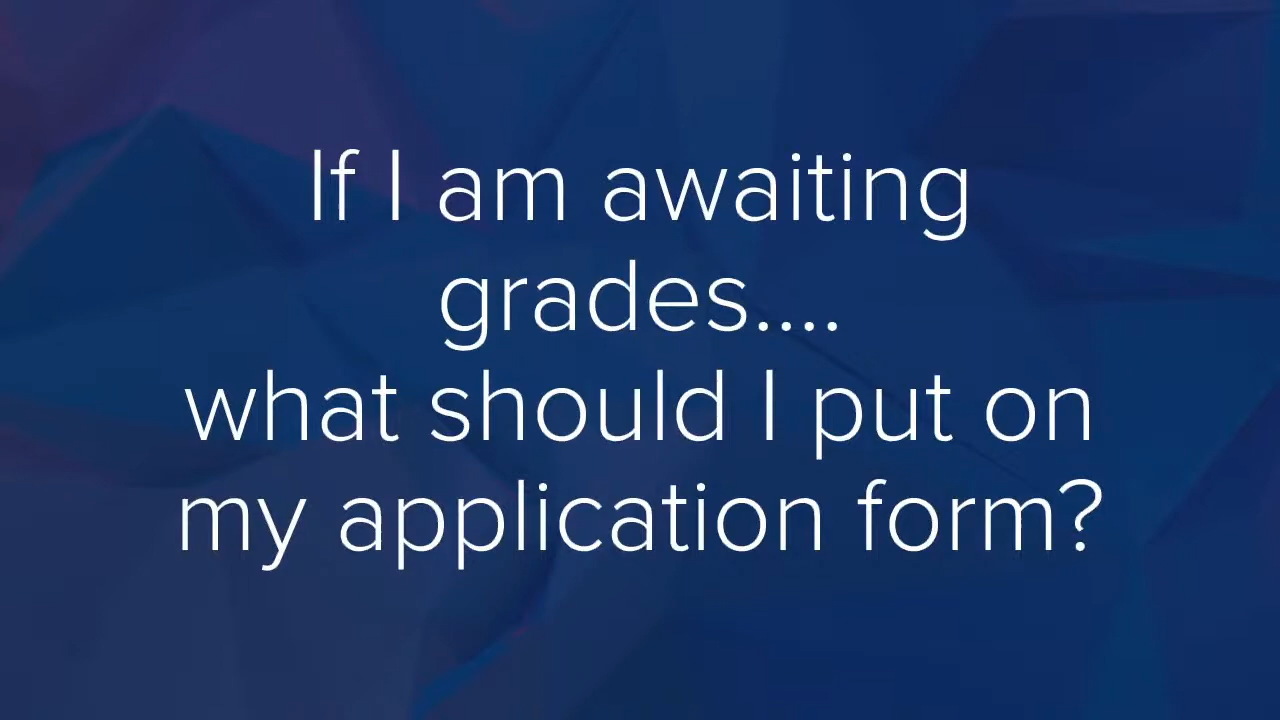 If I am awaiting
grades....
what should I put on
my application form?